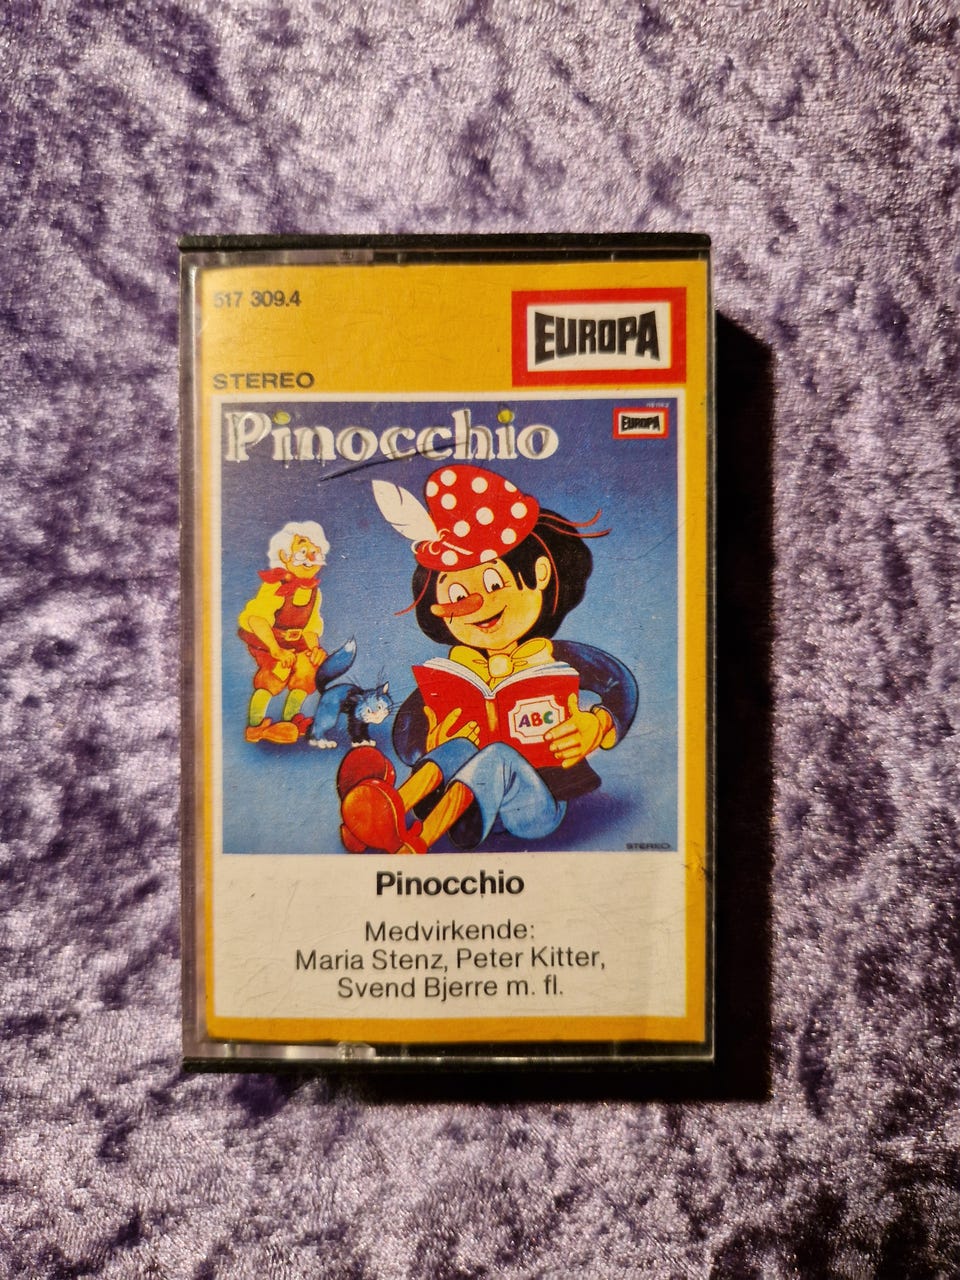 517 309.4
EUROPA
STEREO
Pinocchio
EUROPA
ABC
STEREO
Pinocchio
Medvirkende:
Maria Stenz, Peter Kitter,
Svend Bjerre m. fl.